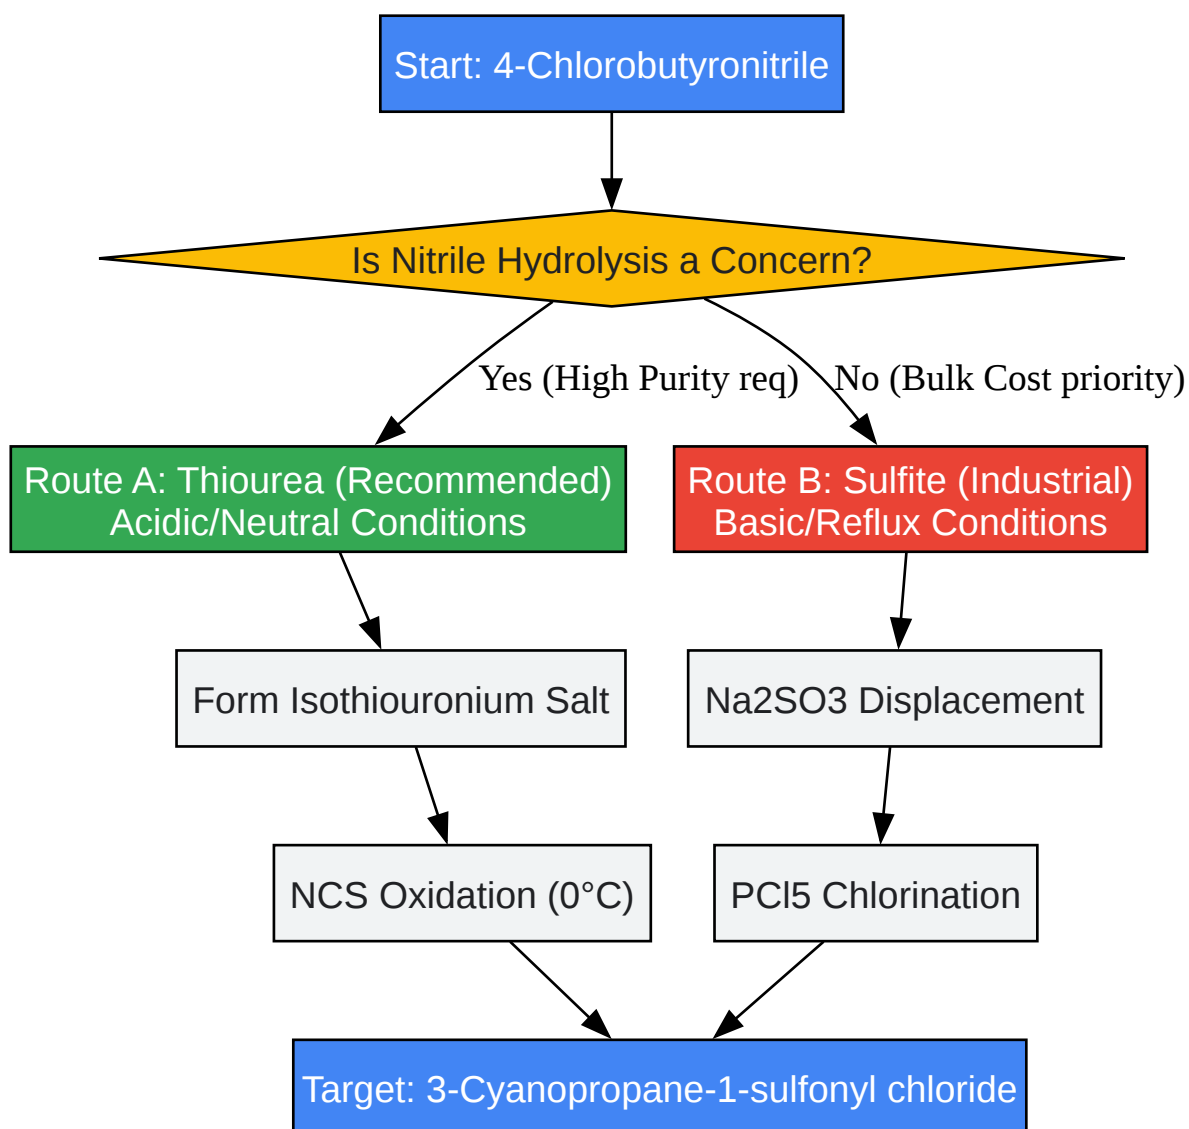 Start: 4-Chlorobutyronitrile
Is Nitrile Hydrolysis a Concern?
Yes (High Purity req)
No (Bulk Cost priority)
Route A: Thiourea (Recommended)
Acidic/Neutral Conditions
Route B: Sulfite (Industrial)
Basic/Reflux Conditions
Form Isothiouronium Salt
Na2SO3 Displacement
NCS Oxidation (0°C)
PCl5 Chlorination
Target: 3-Cyanopropane-1-sulfonyl chloride